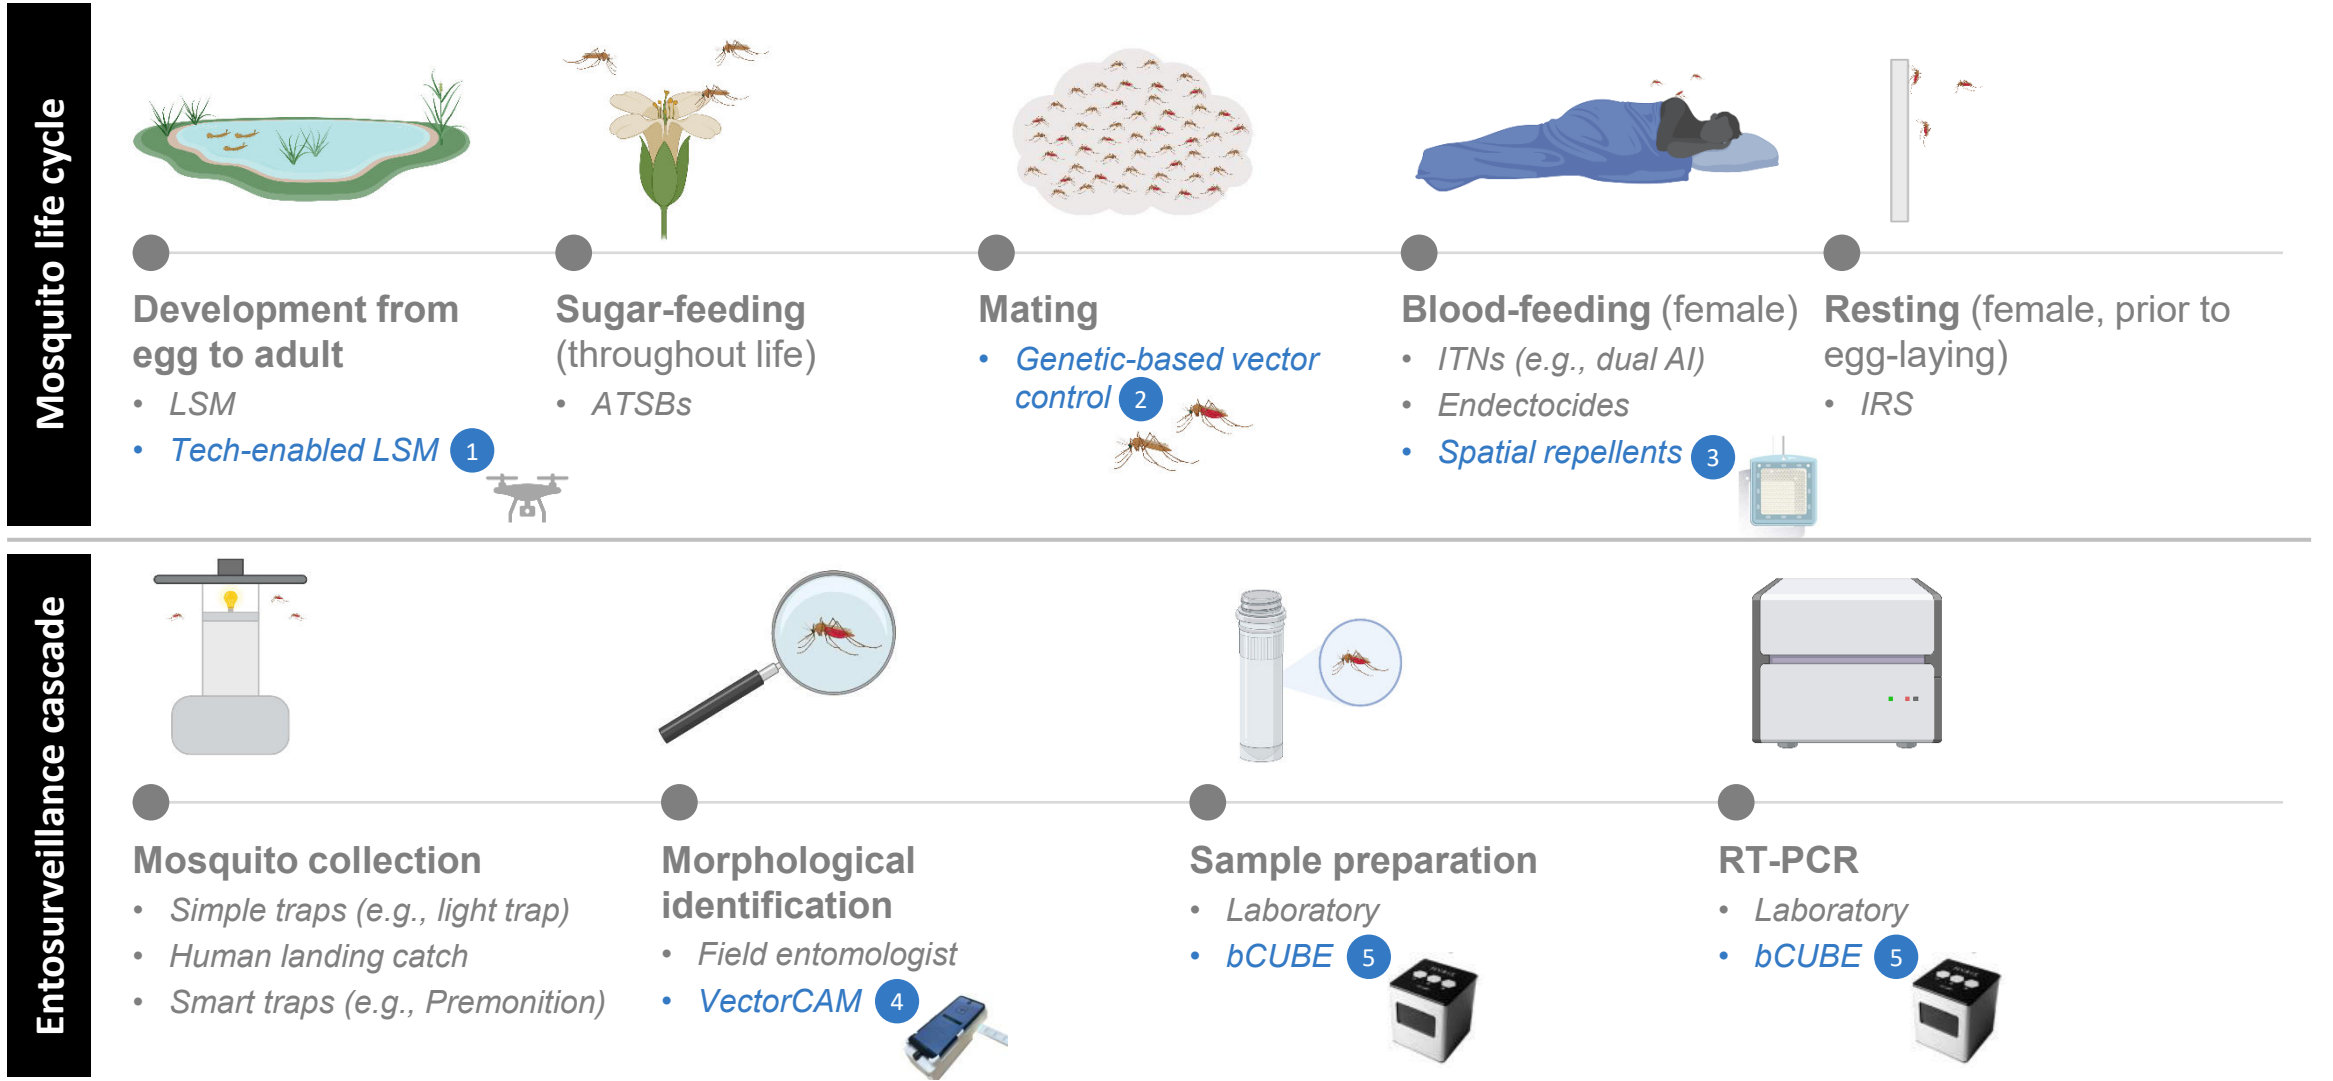 Mosquito life cycle
Development from
egg to adult
• LSM
• Tech-enabled LSM 1
Sugar-feeding
(throughout life)
• ATSBs
Mating
• Genetic-based vector
control 2
Blood-feeding (female)
• ITNs (e.g., dual AI)
• Endectocides
• Spatial repellents 3
Resting (female, prior to
egg-laying)
• IRS
Entosurveillance cascade
Mosquito collection
• Simple traps (e.g., light trap)
• Human landing catch
• Smart traps (e.g., Premonition)
Morphological
identification
• Field entomologist
• VectorCAM 4
Sample preparation
• Laboratory
• bCUBE 5
RT-PCR
• Laboratory
• bCUBE 5